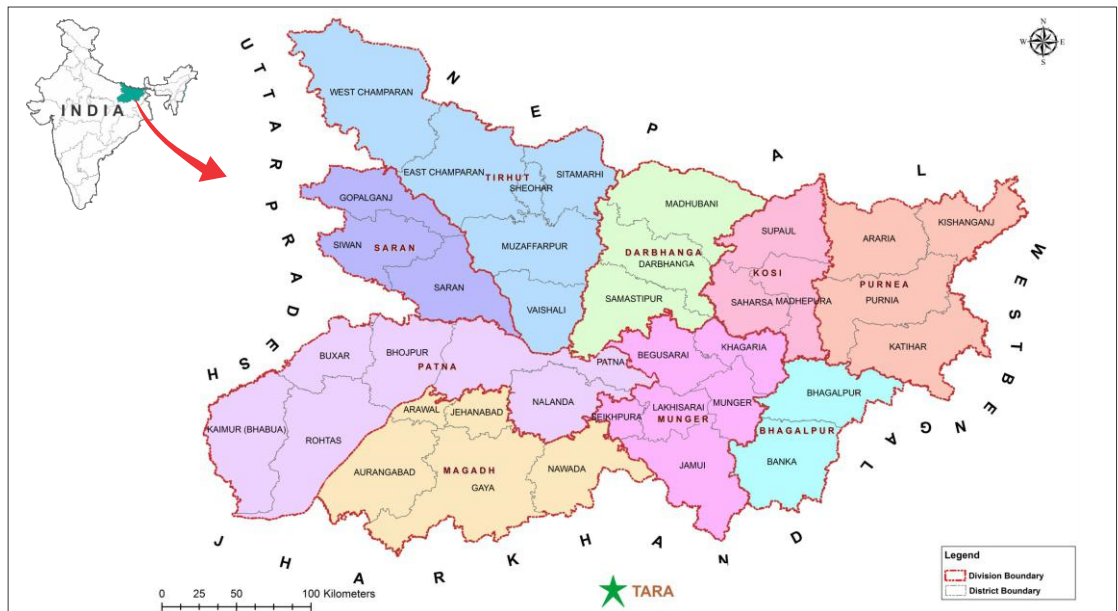 INDIA
UTTAR PRADESH
NEPAL
WEST BENGAL
JHARKHAND
N
W E
S
WEST CHAMPARAN
EAST CHAMPARAN
TIRHUT
SHEOHAR
SITAMARHI
GOPALGANJ
SIWAN
SARAN
SARAN
MUZAFFARPUR
VAISHALI
MADHUBANI
DARBHANGA
DARBHANGA
SAMASTIPUR
SUPAUL
KOSI
SAHARSA
MADHEPURA
ARARIA
KISHANGANJ
PURNEA
PURNIA
KATIHAR
BUXAR
BHOJPUR
PATNA
PATNA
KAIMUR (BHABUA)
ROHTAS
NALANDA
BEGUSARAI
KHAGARIA
LAKHISARAI
MUNGER
MUNGER
SEIKHPURA
JAMUI
BHAGALPUR
BHAGALPUR
BANKA
ARAWAL
JEHANABAD
AURANGABAD
MAGADH
GAYA
NAWADA
0 25 50 100 Kilometers
TARA
Legend
Division Boundary
District Boundary